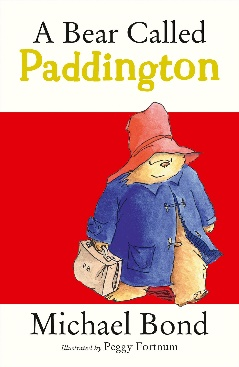 A Bear Called
Paddington
Michael Bond
Illustrated by Peggy Fortnum